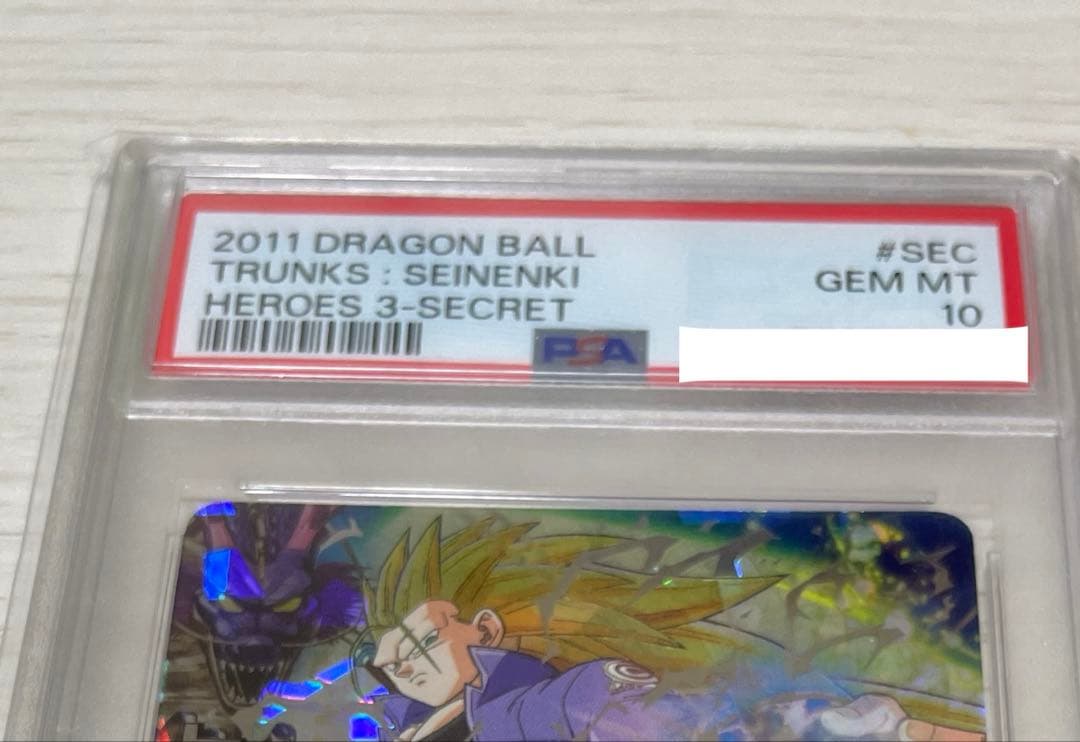 2011 DRAGON BALL
#SEC
TRUNKS : SEINENKI
GEM MT
HEROES 3-SECRET
10
PSA